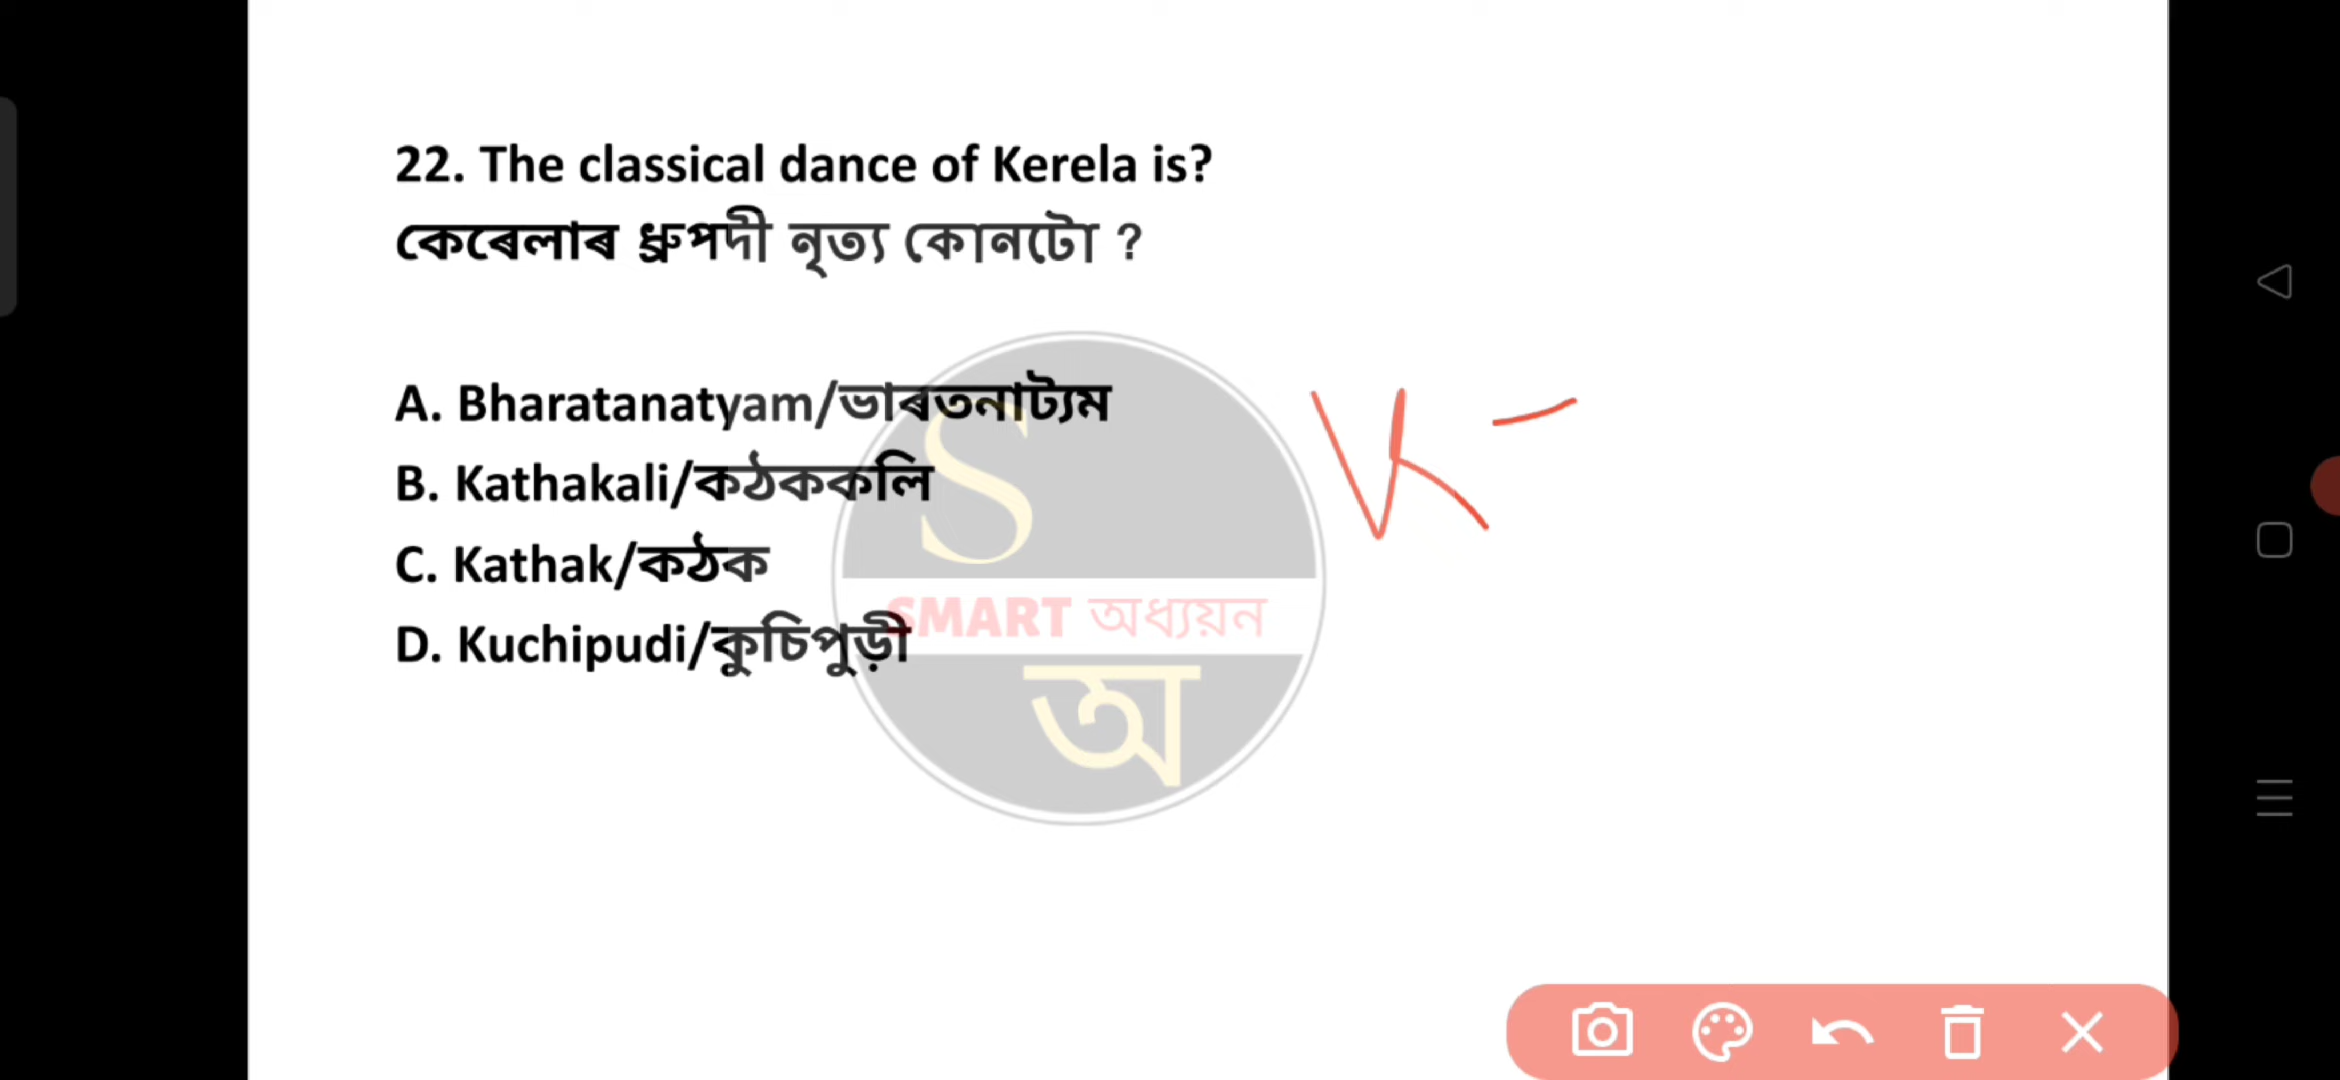 22. The classical dance of Kerela is?
কেৰেলাৰ ধ্ৰুপদী নৃত্য কোনটো ?
A. Bharatanatyam/ভাৰতনাট্যম
B. Kathakali/কঠককলি
C. Kathak/কঠক
D. Kuchipudi/কুচিপুড়ী
K -
S
SMART অধ্যয়ন
অ